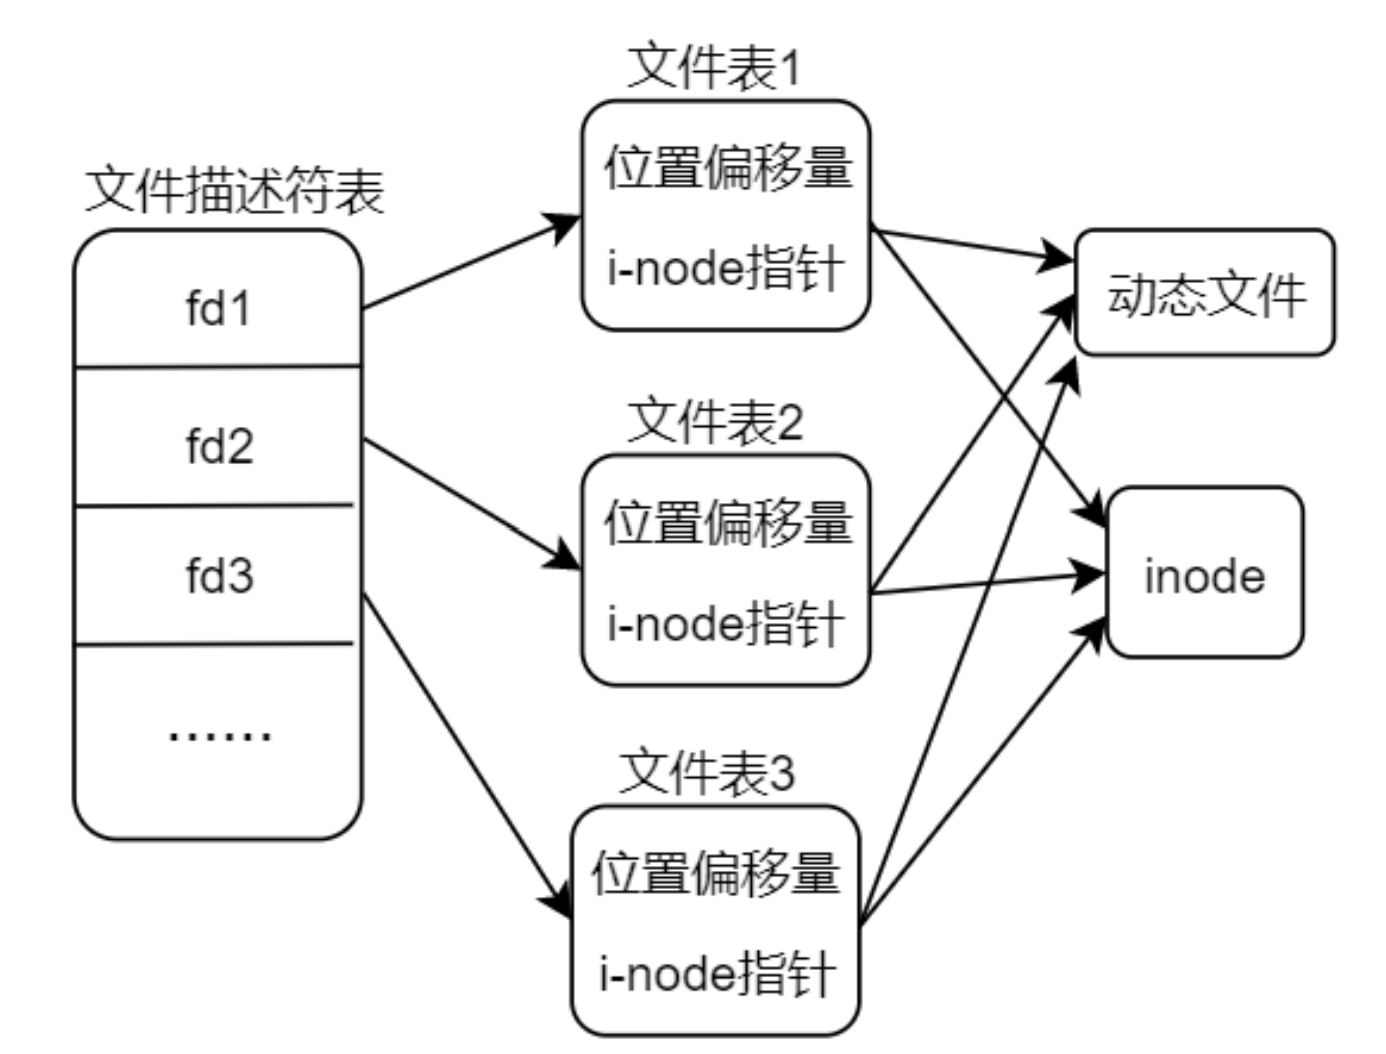 文件描述符表
fd1
fd2
fd3
......
文件表1
位置偏移量
i-node指针
文件表2
位置偏移量
i-node指针
文件表3
位置偏移量
i-node指针
动态文件
inode